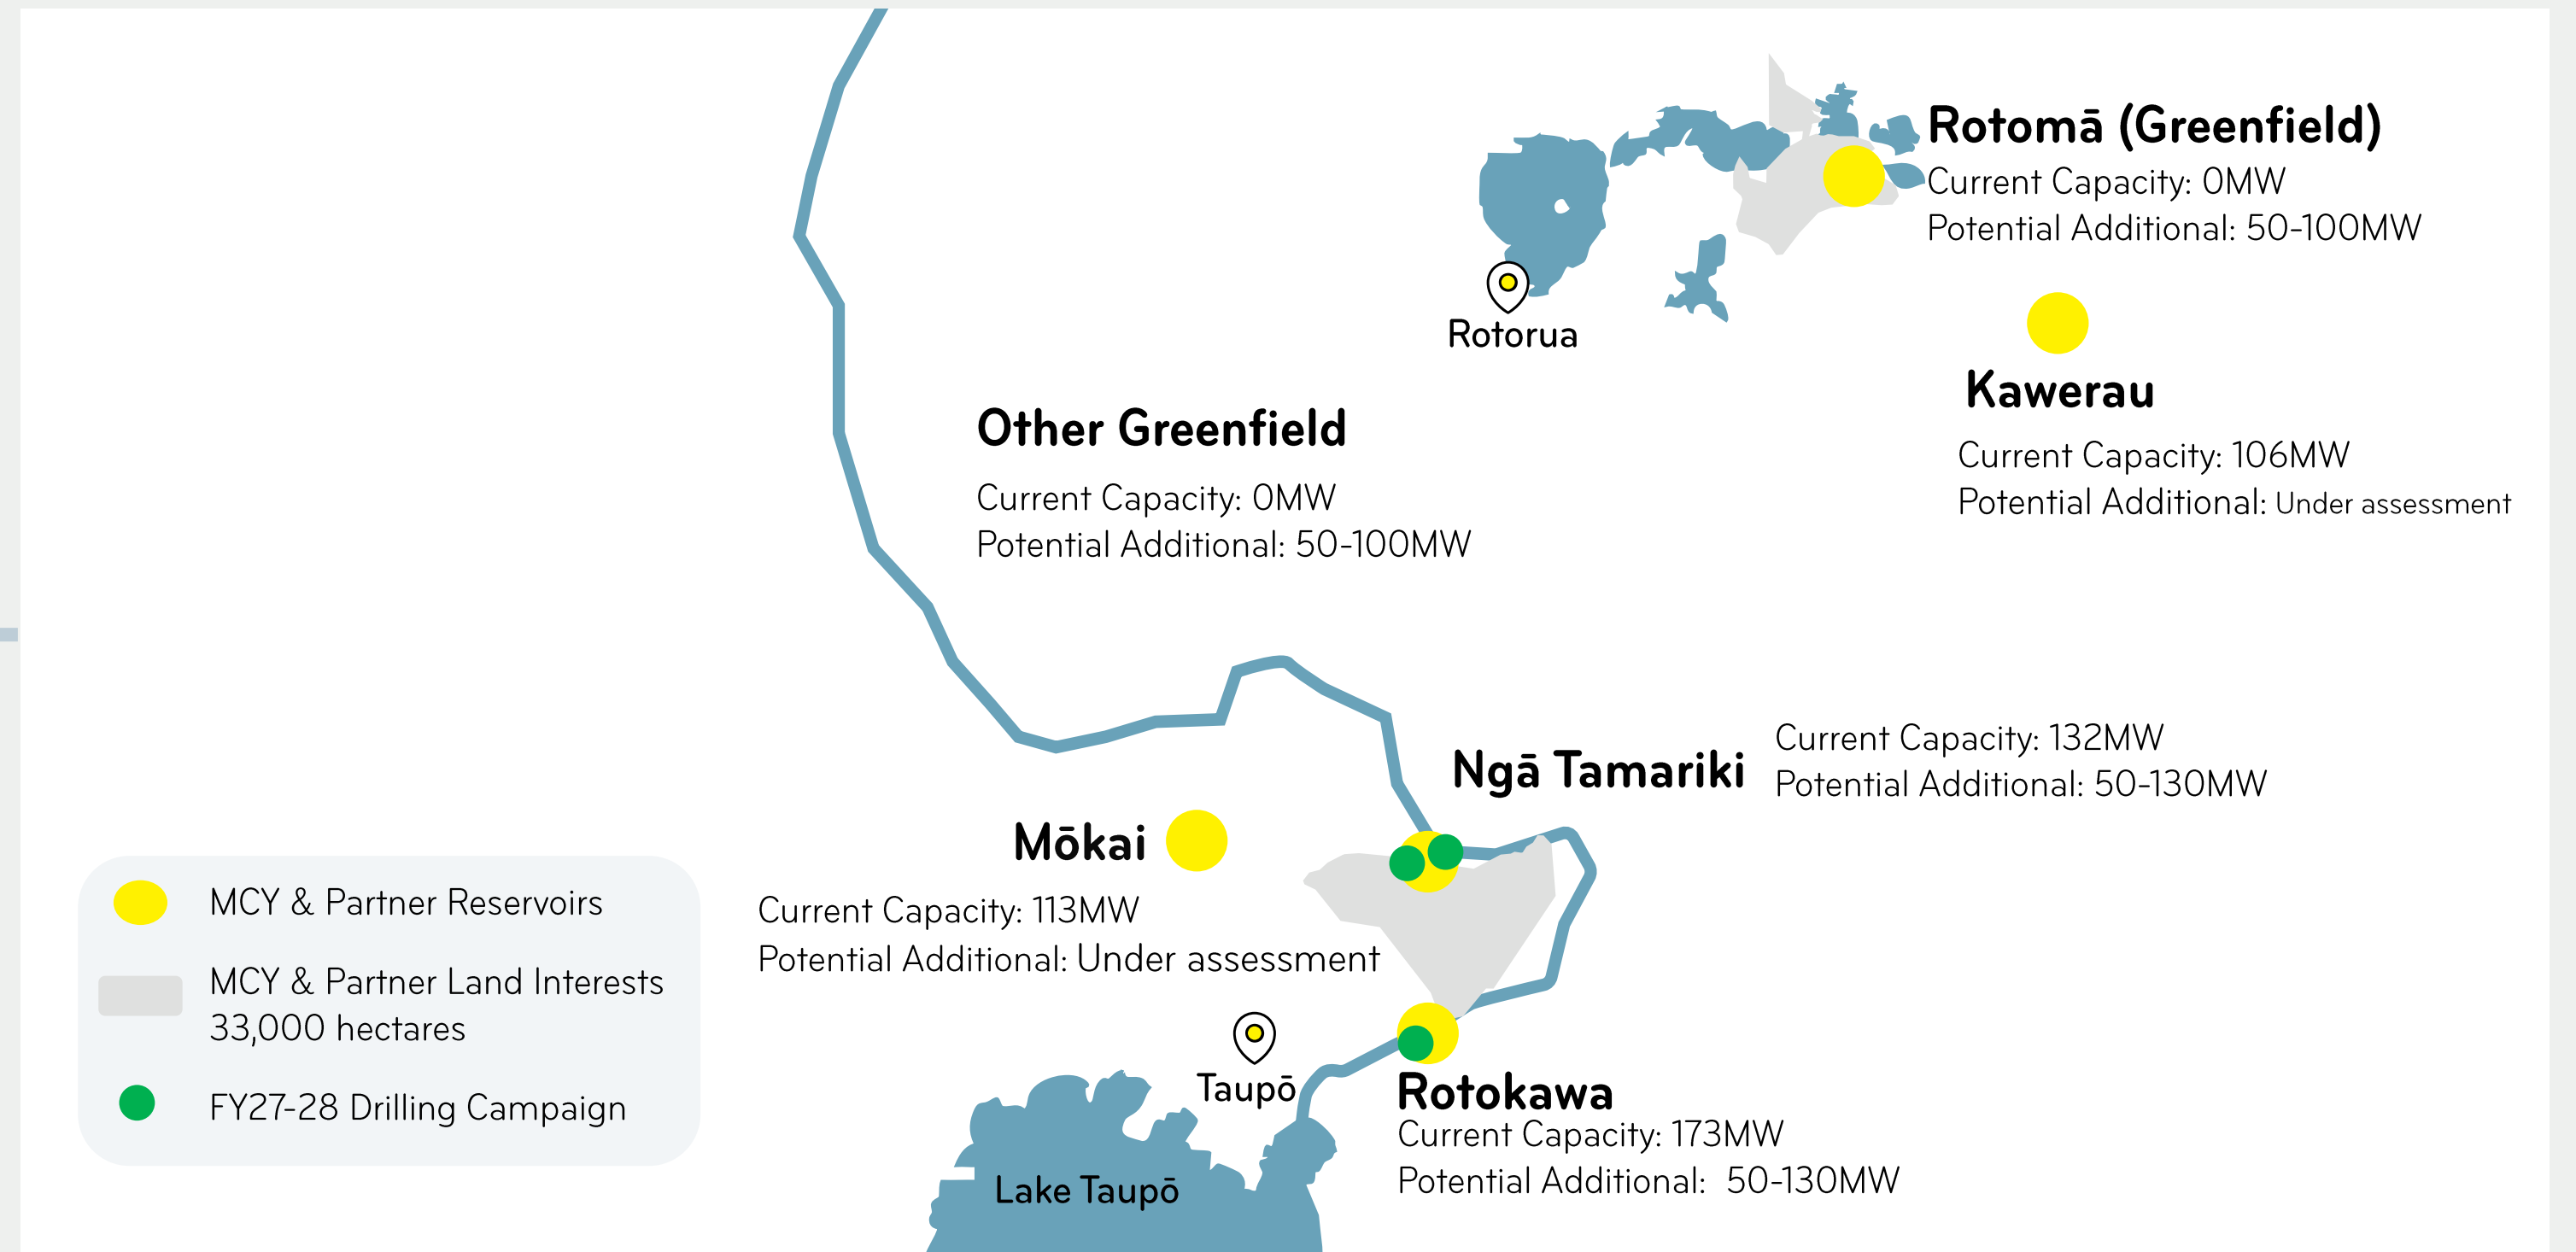 Rotomā (Greenfield)
Current Capacity: 0MW
Potential Additional: 50-100MW
Rotorua
Kawerau
Current Capacity: 106MW
Potential Additional: Under assessment
Other Greenfield
Current Capacity: 0MW
Potential Additional: 50-100MW
Ngā Tamariki
Current Capacity: 132MW
Potential Additional: 50-130MW
Mōkai
Current Capacity: 113MW
Potential Additional: Under assessment
MCY & Partner Reservoirs
MCY & Partner Land Interests
33,000 hectares
FY27-28 Drilling Campaign
Taupō
Rotokawa
Current Capacity: 173MW
Potential Additional: 50-130MW
Lake Taupō